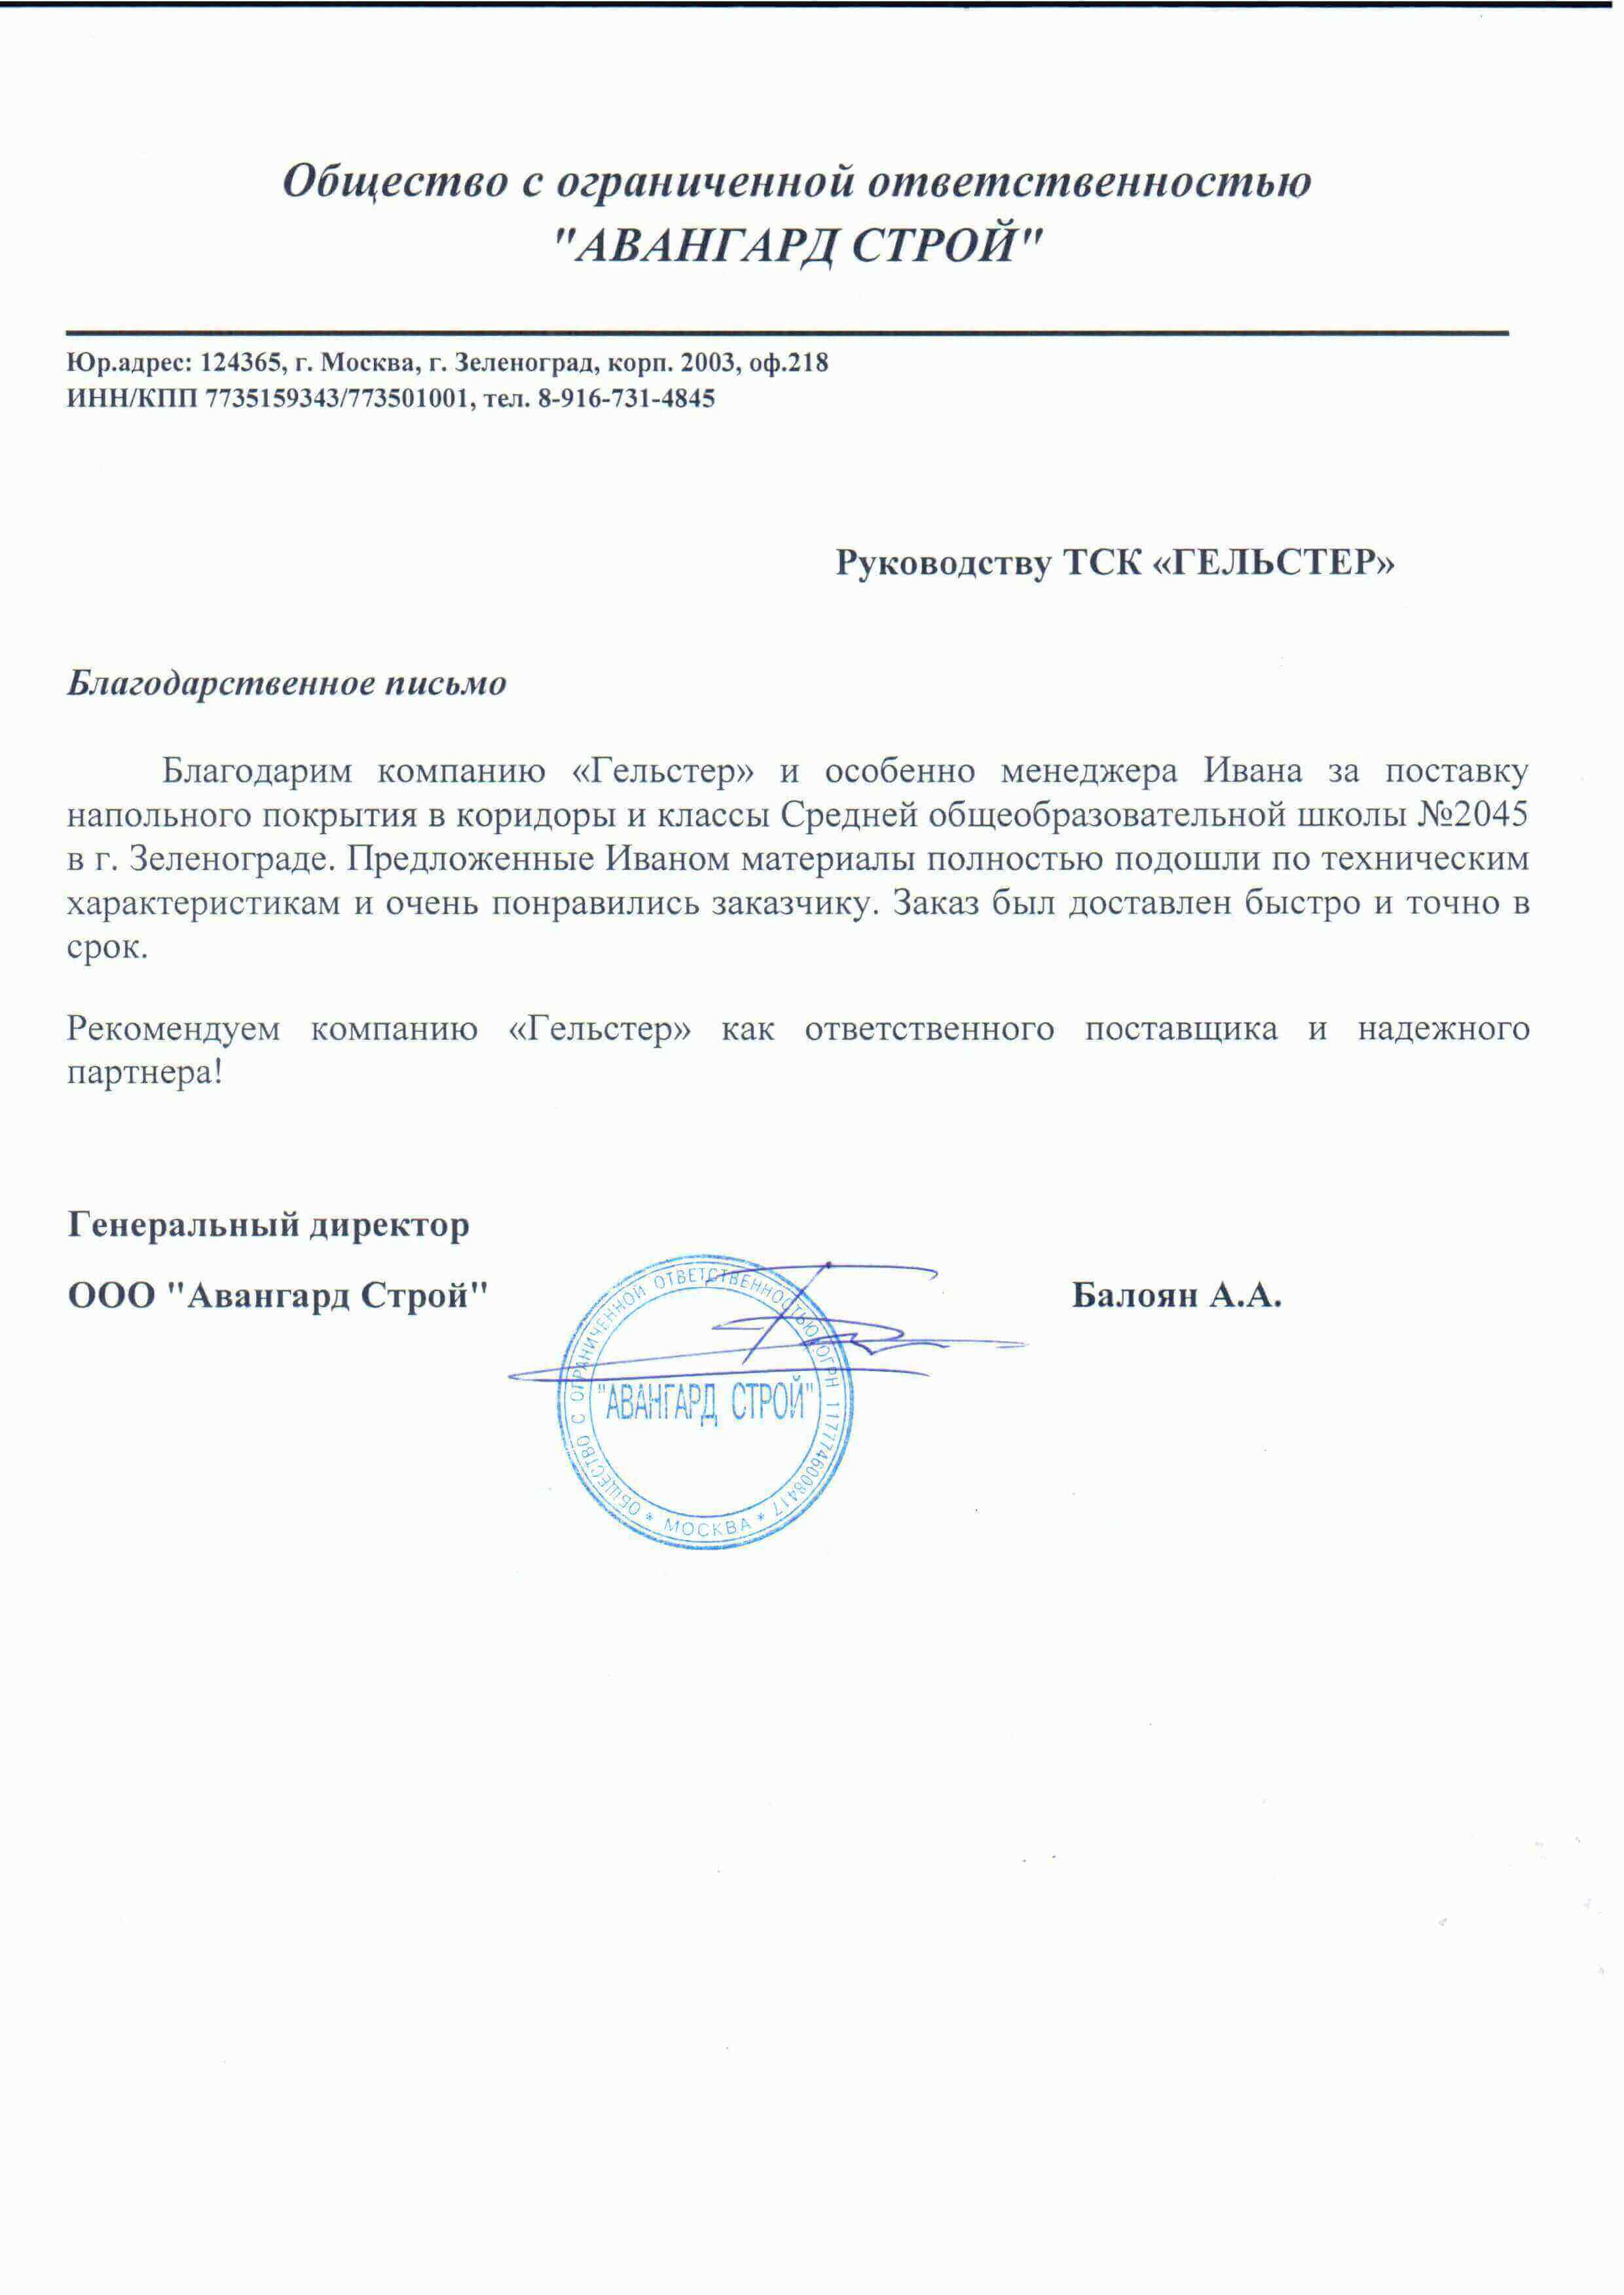 Общество с ограниченной ответственностью
"АВАНГАРД СТРОЙ"
Юр.адрес: 124365, г. Москва, г. Зеленоград, корп. 2003, оф.218
ИНН/КПП 7735159343/773501001, тел. 8-916-731-4845
Руководству ТСК «ГЕЛЬСТЕР»
Благодарственное письмо
Благодарим компанию «Гельстер» и особенно менеджера Ивана за поставку
напольного покрытия в коридоры и классы Средней общеобразовательной школы №2045
в г. Зеленограде. Предложенные Иваном материалы полностью подошли по техническим
характеристикам и очень понравились заказчику. Заказ был доставлен быстро и точно в
срок.
Рекомендуем компанию «Гельстер» как ответственного поставщика и надежного
партнера!
Генеральный директор
ООО "Авангард Строй"
Балоян А.А.
ОБЩЕСТВО С ОГРАНИЧЕННОЙ ОТВЕТСТВЕННОСТЬЮ ОГРН 1177746008417
"АВАНГАРД СТРОЙ"
* МОСКВА *